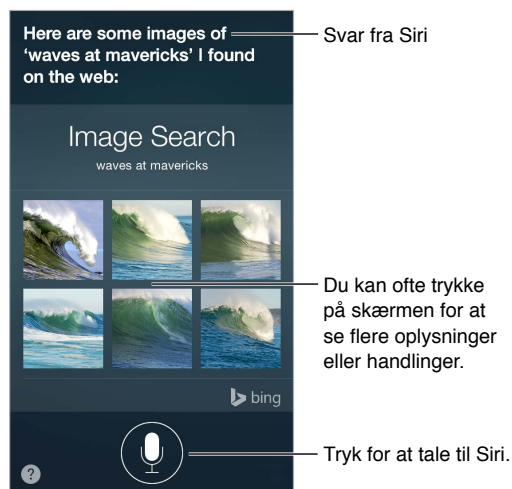 Here are some images of
‘waves at mavericks’ I found
on the web:
Svar fra Siri
Image Search
waves at mavericks
Du kan ofte trykke
på skærmen for at
se flere oplysninger
eller handlinger.
bing
Tryk for at tale til Siri.
?